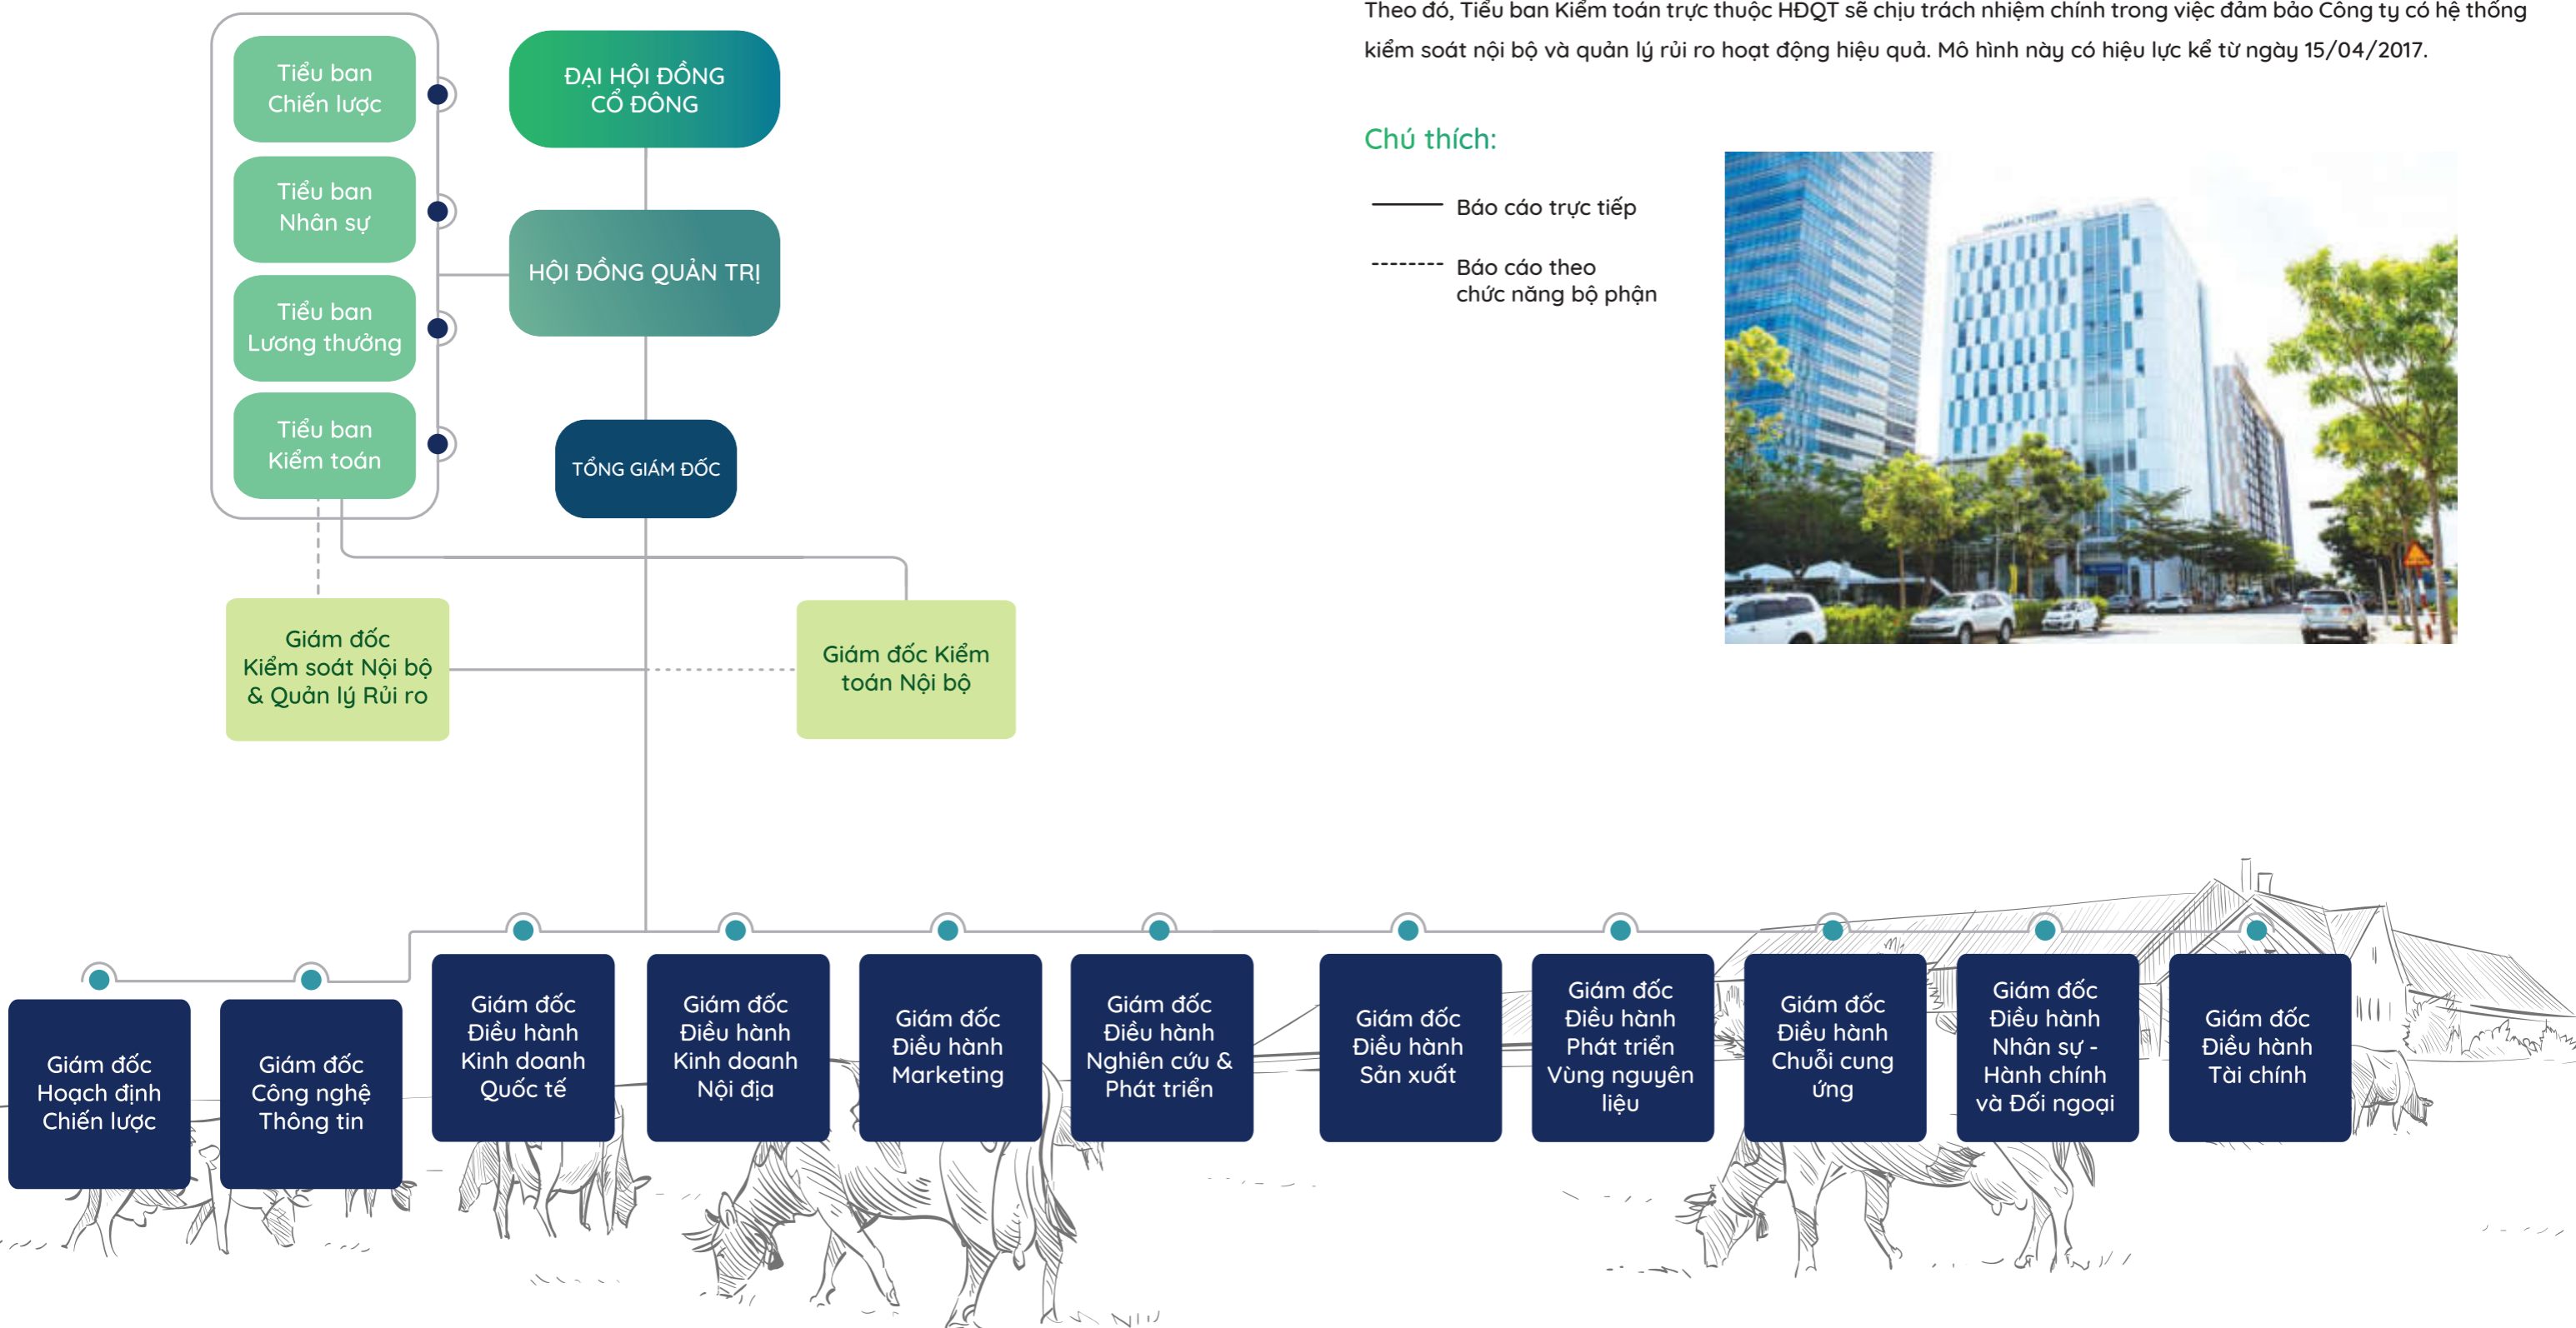 Theo đó, Tiểu ban Kiểm toán trực thuộc HĐQT sẽ chịu trách nhiệm chính trong việc đảm bảo Công ty có hệ thống
kiểm soát nội bộ và quản lý rủi ro hoạt động hiệu quả. Mô hình này có hiệu lực kể từ ngày 15/04/2017.
Chú thích:
Báo cáo trực tiếp
Báo cáo theo
chức năng bộ phận
Tiểu ban
Chiến lược
Tiểu ban
Nhân sự
Tiểu ban
Lương thưởng
Tiểu ban
Kiểm toán
ĐẠI HỘI ĐỒNG
CỔ ĐÔNG
HỘI ĐỒNG QUẢN TRỊ
TỔNG GIÁM ĐỐC
Giám đốc
Kiểm soát Nội bộ
& Quản lý Rủi ro
Giám đốc Kiểm
toán Nội bộ
Giám đốc
Hoạch định
Chiến lược
Giám đốc
Công nghệ
Thông tin
Giám đốc
Điều hành
Kinh doanh
Quốc tế
Giám đốc
Điều hành
Kinh doanh
Nội địa
Giám đốc
Điều hành
Marketing
Giám đốc
Điều hành
Nghiên cứu &
Phát triển
Giám đốc
Điều hành
Sản xuất
Giám đốc
Điều hành
Phát triển
Vùng nguyên
liệu
Giám đốc
Điều hành
Chuỗi cung
ứng
Giám đốc
Điều hành
Nhân sự -
Hành chính
và Đối ngoại
Giám đốc
Điều hành
Tài chính